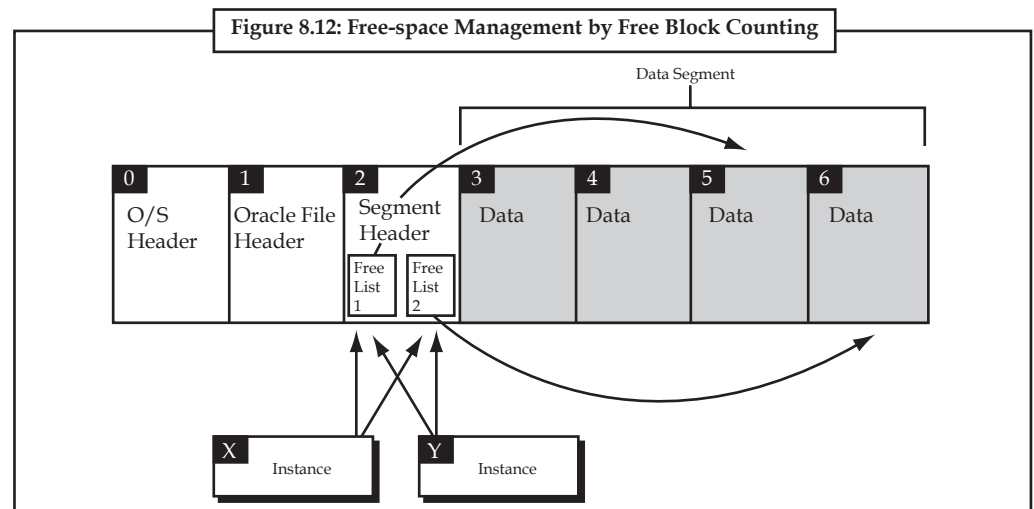 Figure 8.12: Free-space Management by Free Block Counting
Data Segment
0
O/S
Header
1
Oracle File
Header
2
Segment
Header
Free
List
1
Free
List
2
3
Data
4
Data
5
Data
6
Data
X
Instance
Y
Instance